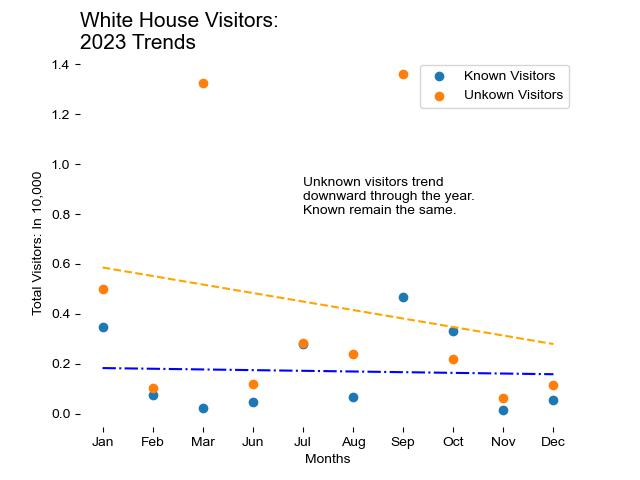 White House Visitors:
2023 Trends
1.4
1.2
1.0
0.8
0.6
0.4
0.2
0.0
Total Visitors: In 10,000
Known Visitors
Unkown Visitors
Unknown visitors trend
downward through the year.
Known remain the same.
Jan Feb Mar Jun Jul Aug Sep Oct Nov Dec
Months